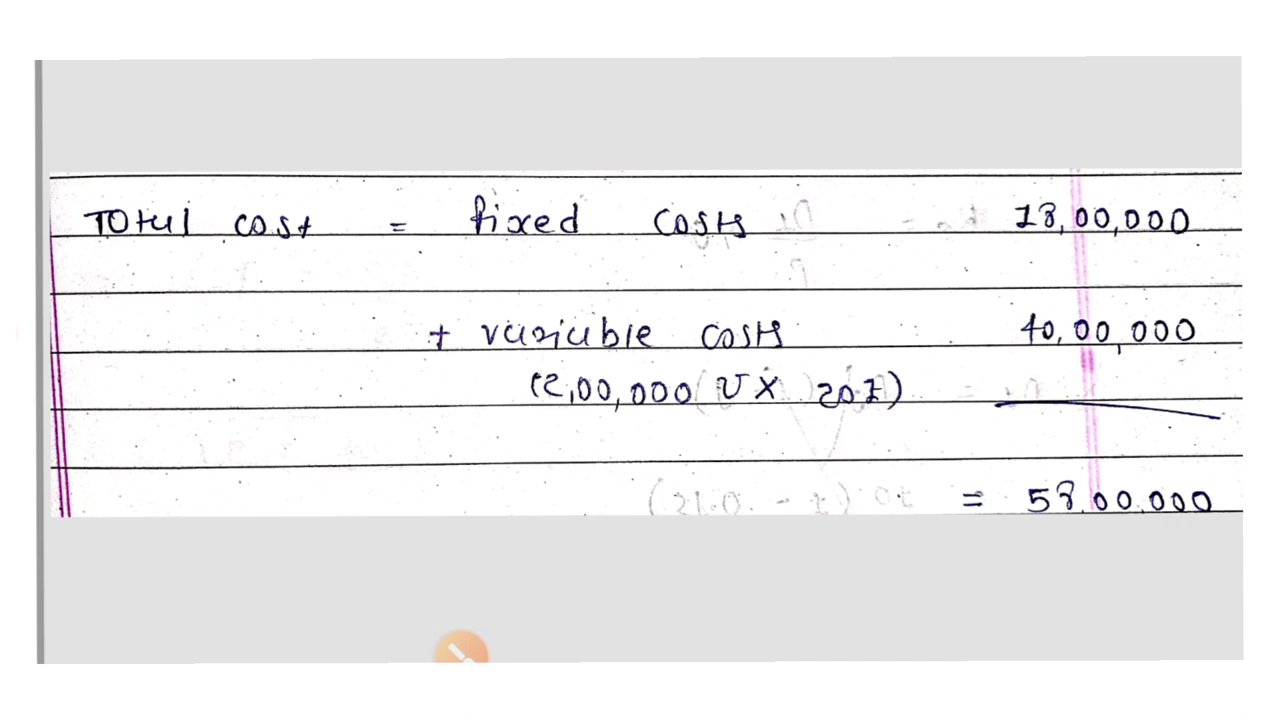 Total cost = fixed costs 18,00,000
+ variable costs 40,00,000
(2,00,000 U X 20₹)
= 58,00,000